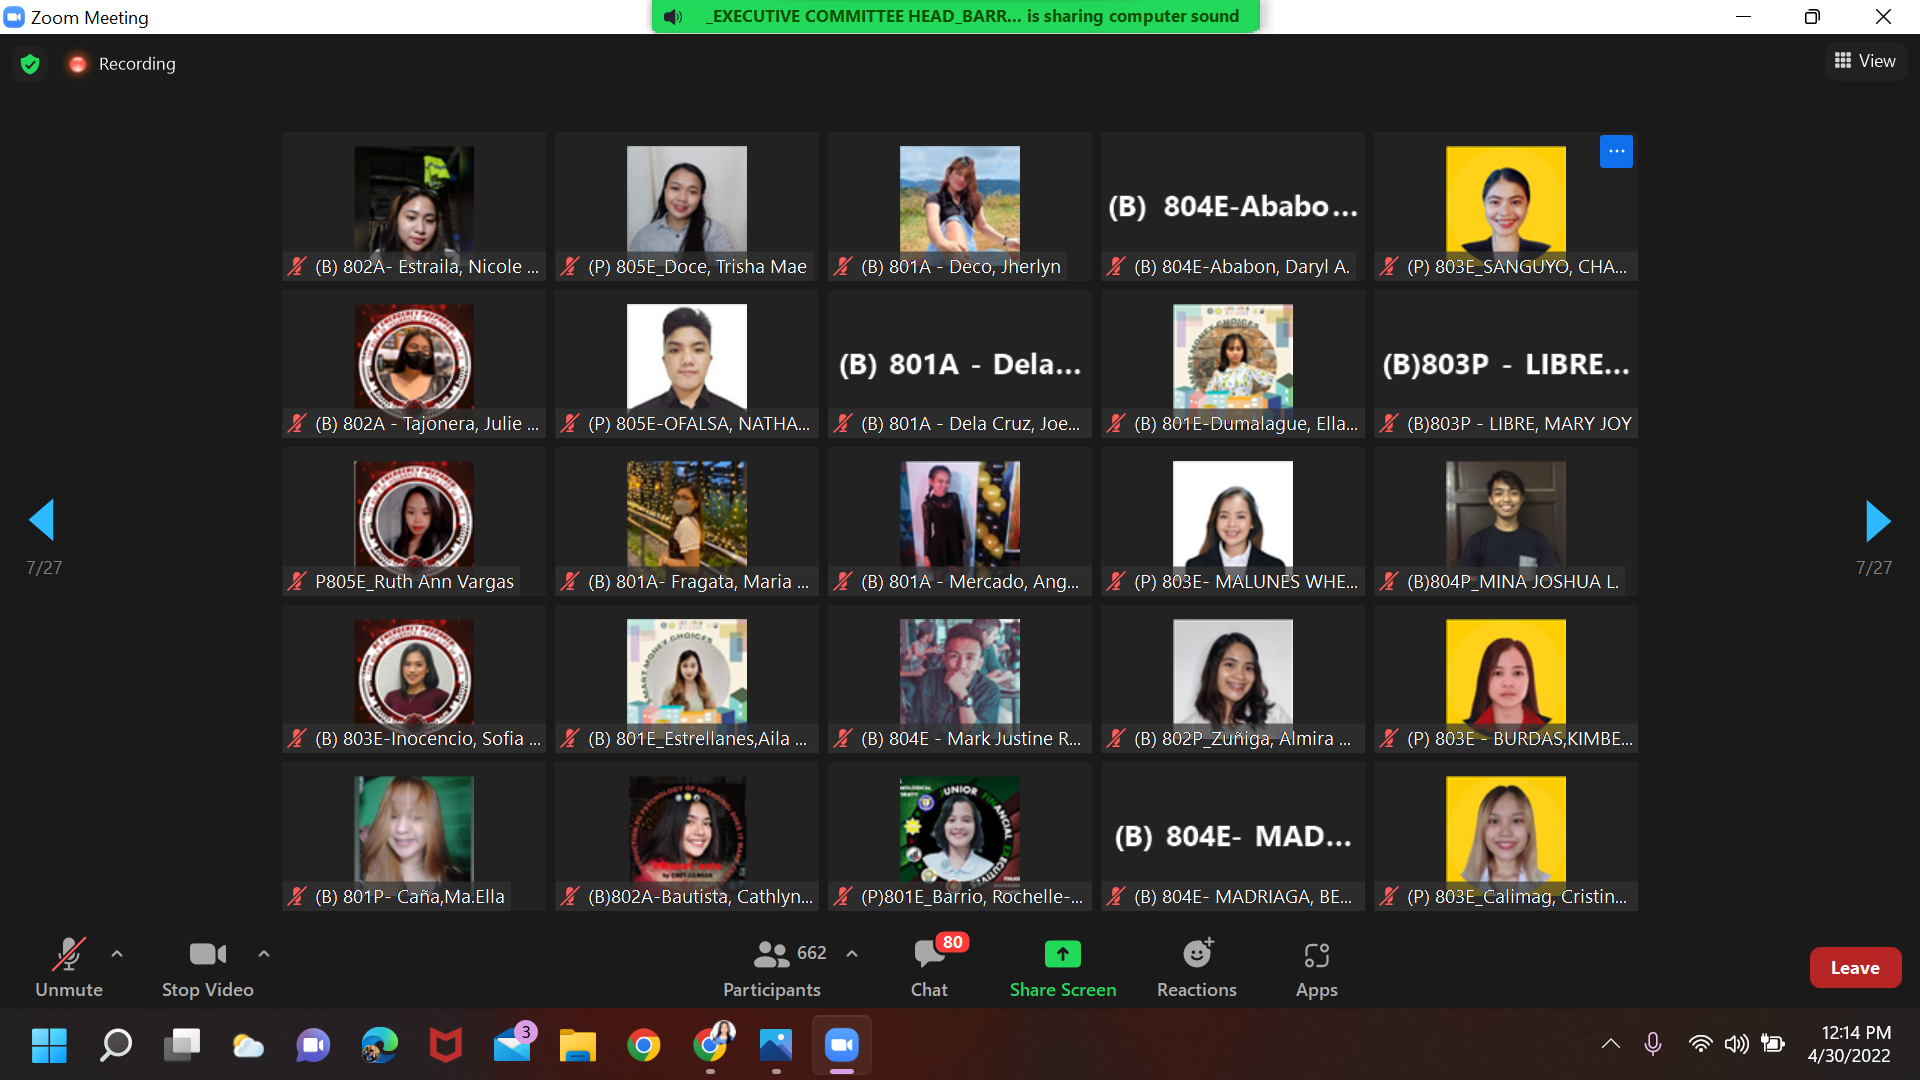 Zoom Meeting
_EXECUTIVE COMMITTEE HEAD_BARR... is sharing computer sound
Recording
View
(B) 802A- Estraila, Nicole ...
(P) 805E_Doce, Trisha Mae
(B) 801A - Deco, Jherlyn
(B) 804E-Ababo...
(B) 804E-Ababon, Daryl A.
(P) 803E_SANGUYO, CHA...
(B) 802A - Tajonera, Julie ...
(P) 805E-OFALSA, NATHA...
(B) 801A - Dela...
(B) 801A - Dela Cruz, Joe...
(B) 801E-Dumalague, Ella...
(B)803P - LIBRE...
(B)803P - LIBRE, MARY JOY
7/27
P805E_Ruth Ann Vargas
(B) 801A- Fragata, Maria ...
(B) 801A - Mercado, Ang...
(P) 803E- MALUNES WHE...
(B)804P_MINA JOSHUA L.
7/27
(B) 803E-Inocencio, Sofia ...
SMART MONEY CHOICES
(B) 801E_Estrellanes,Aila ...
(B) 804E - Mark Justine R...
(B) 802P_Zuñiga, Almira ...
(P) 803E - BURDAS,KIMBE...
(B) 801P- Caña,Ma.Ella
(B)802A-Bautista, Cathlyn...
JUNIOR FINANCIAL EXECUTIVES
(P)801E_Barrio, Rochelle-...
(B) 804E- MAD...
(B) 804E- MADRIAGA, BE...
(P) 803E_Calimag, Cristin...
Unmute
Stop Video
662
Participants
80
Chat
Share Screen
Reactions
Apps
Leave
3
12:14 PM
4/30/2022